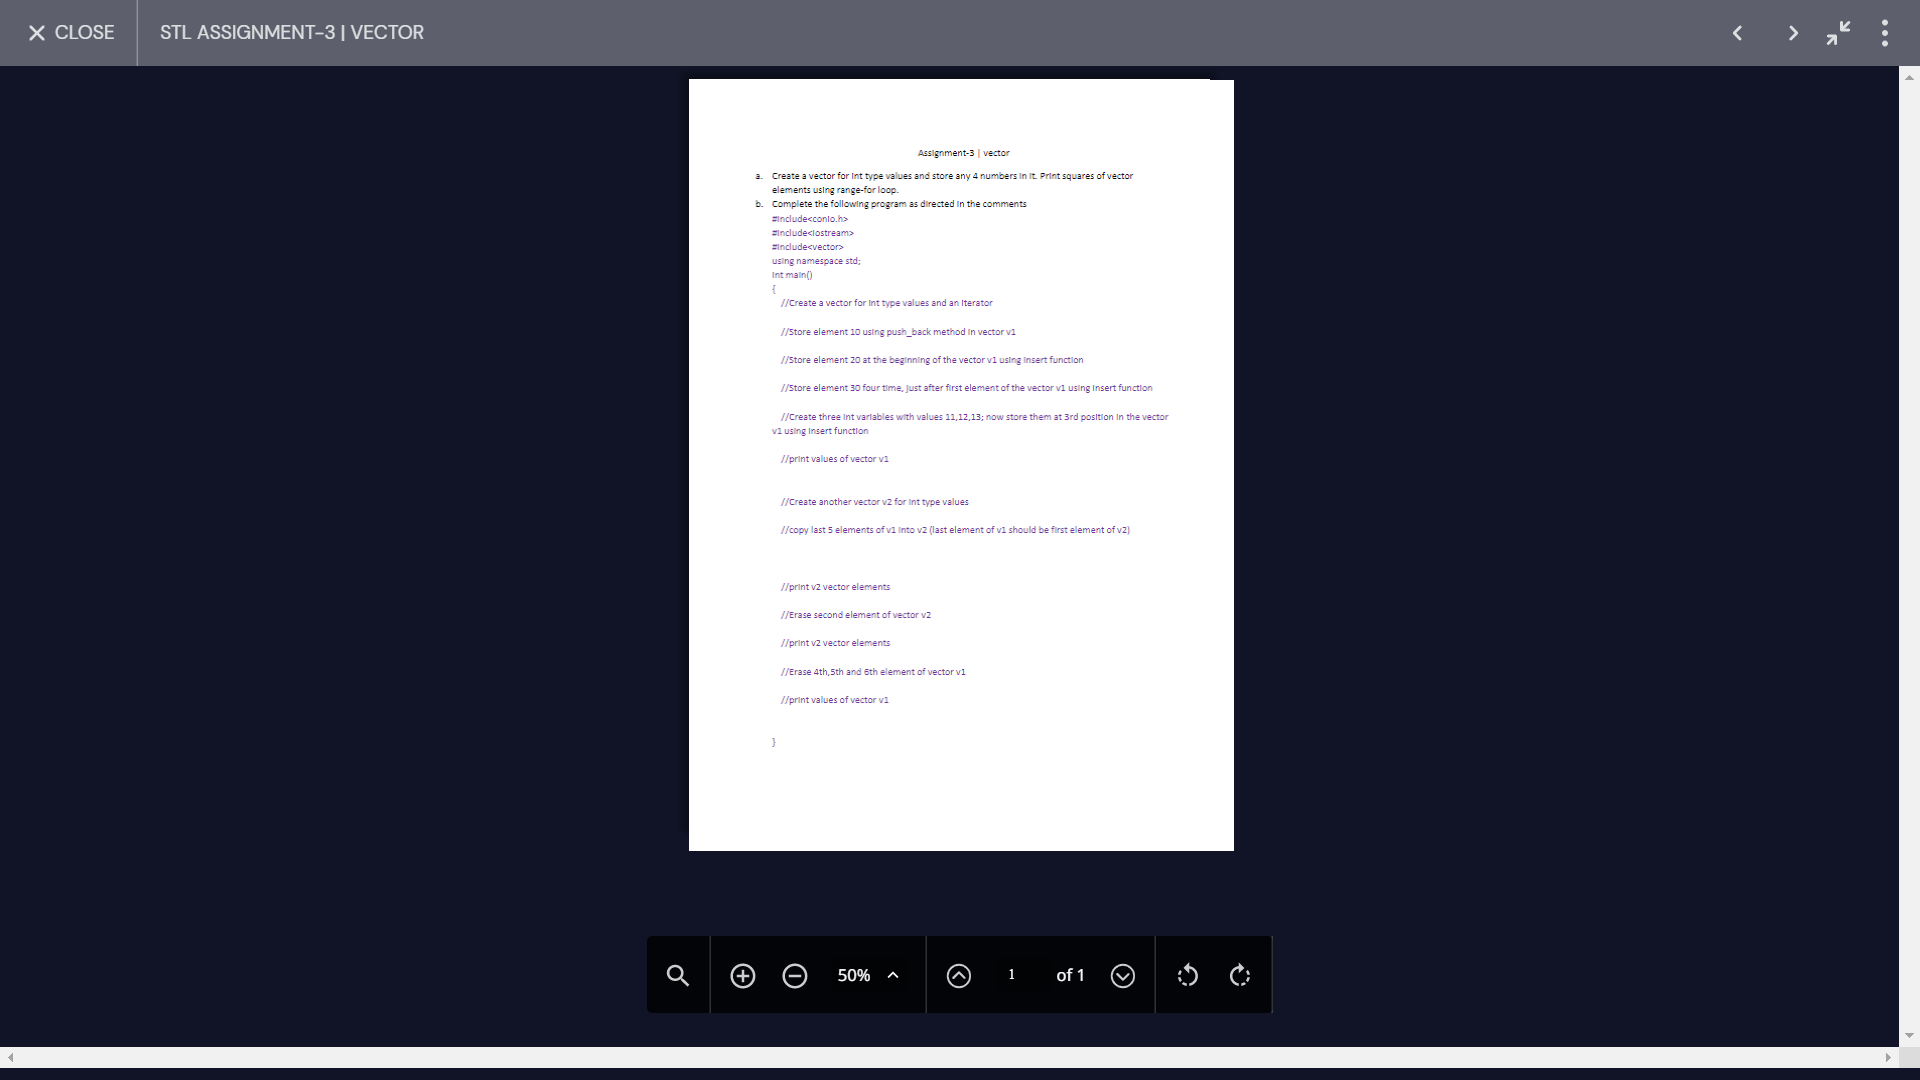 CLOSE
STL ASSIGNMENT-3 | VECTOR
Assignment-3 | vector
a. Create a vector for int type values and store any 4 numbers in it. Print squares of vector
elements using range-for loop.
b. Complete the following program as directed in the comments
#include<conio.h>
#include<iostream>
#include<vector>
using namespace std;
int main()
{
//Create a vector for int type values and an iterator
//Store element 10 using push_back method in vector v1
//Store element 20 at the beginning of the vector v1 using insert function
//Store element 30 four time, just after first element of the vector v1 using insert function
//Create three int variables with values 11,12,13; now store them at 3rd position in the vector
v1 using insert function
//print values of vector v1
//Create another vector v2 for int type values
//copy last 5 elements of v1 into v2 (last element of v1 should be first element of v2)
//print v2 vector elements
//Erase second element of vector v2
//print v2 vector elements
//Erase 4th,5th and 6th element of vector v1
//print values of vector v1
}
50%
1 of 1